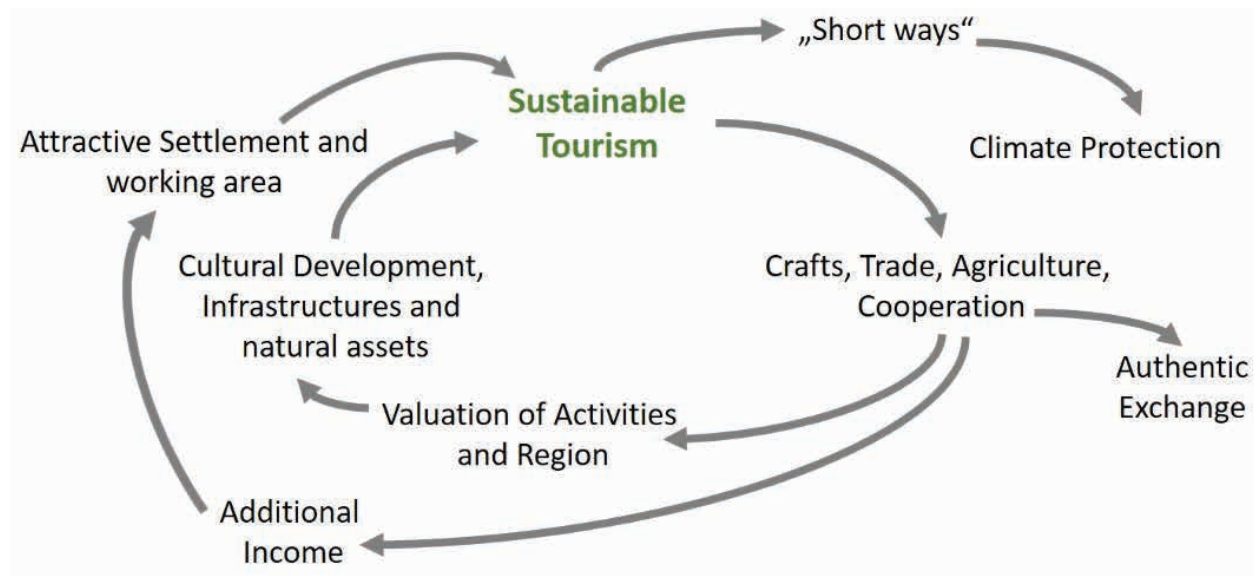 „Short ways“
Sustainable
Tourism
Attractive Settlement and
working area
Climate Protection
Cultural Development,
Infrastructures and
natural assets
Crafts, Trade, Agriculture,
Cooperation
Authentic
Exchange
Valuation of Activities
and Region
Additional
Income